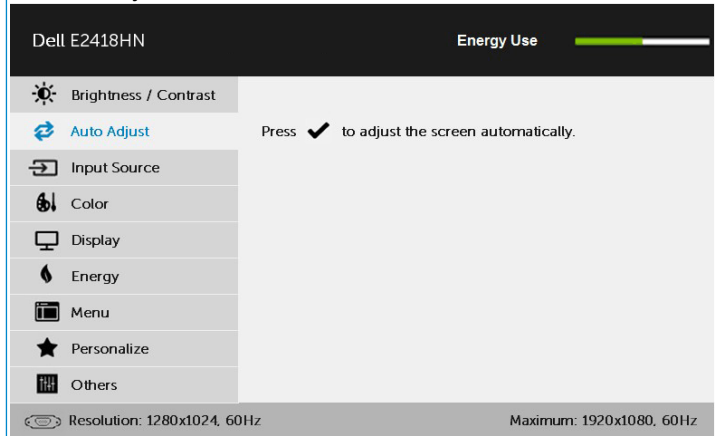 Dell E2418HN Energy Use
Brightness / Contrast
Auto Adjust Press ✔ to adjust the screen automatically.
Input Source
Color
Display
Energy
Menu
Personalize
Others
Resolution: 1280x1024, 60Hz Maximum: 1920x1080, 60Hz